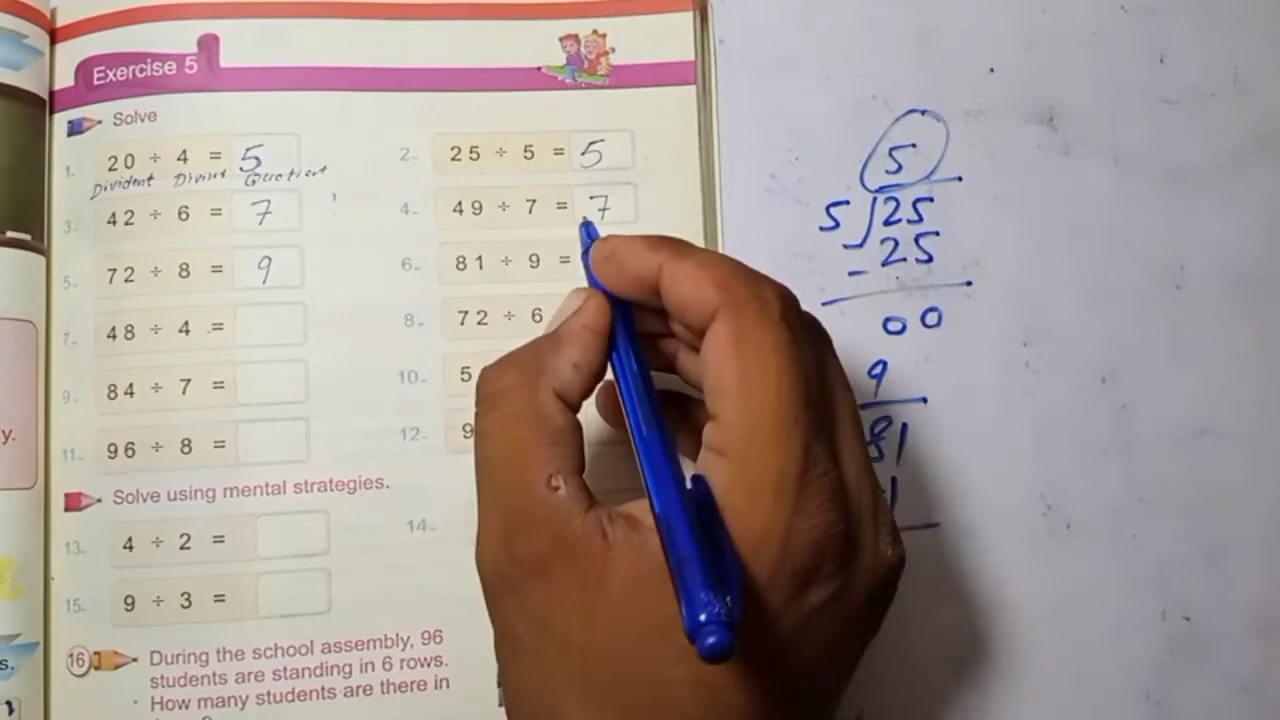 Exercise 5
Solve
1. 20 ÷ 4 = 5
Divident Divisor Quotient
2. 25 ÷ 5 = 5
3. 42 ÷ 6 = 7
4. 49 ÷ 7 = 7
5. 72 ÷ 8 = 9
6. 81 ÷ 9 =
7. 48 ÷ 4 =
8. 72 ÷ 6
9. 84 ÷ 7 =
10. 5
11. 96 ÷ 8 =
12. 9
Solve using mental strategies.
13. 4 ÷ 2 =
14.
15. 9 ÷ 3 =
16 During the school assembly, 96
students are standing in 6 rows.
How many students are there in
y.
s.
5
5 25
- 25
00
9
81
1